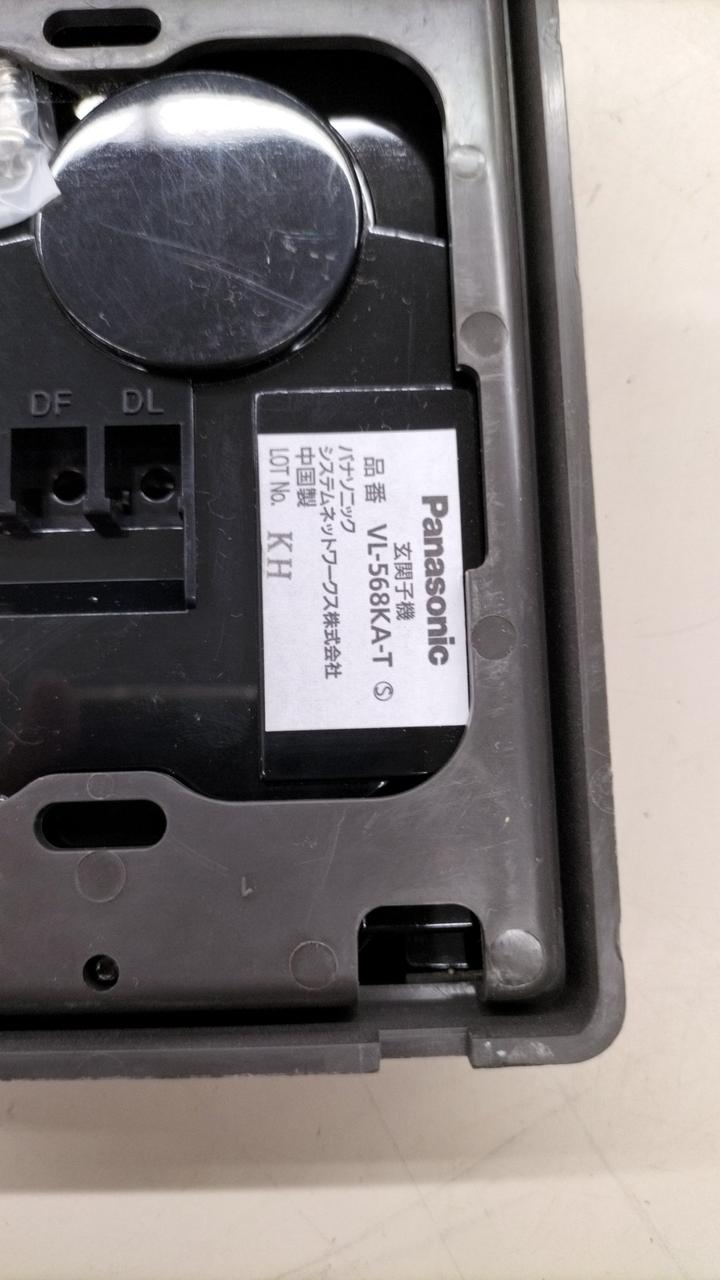 DF DL
Panasonic
玄関子機
品番 VL-568KA-T Ⓢ
パナソニック
システムネットワークス株式会社
中国製
LOT No. KH